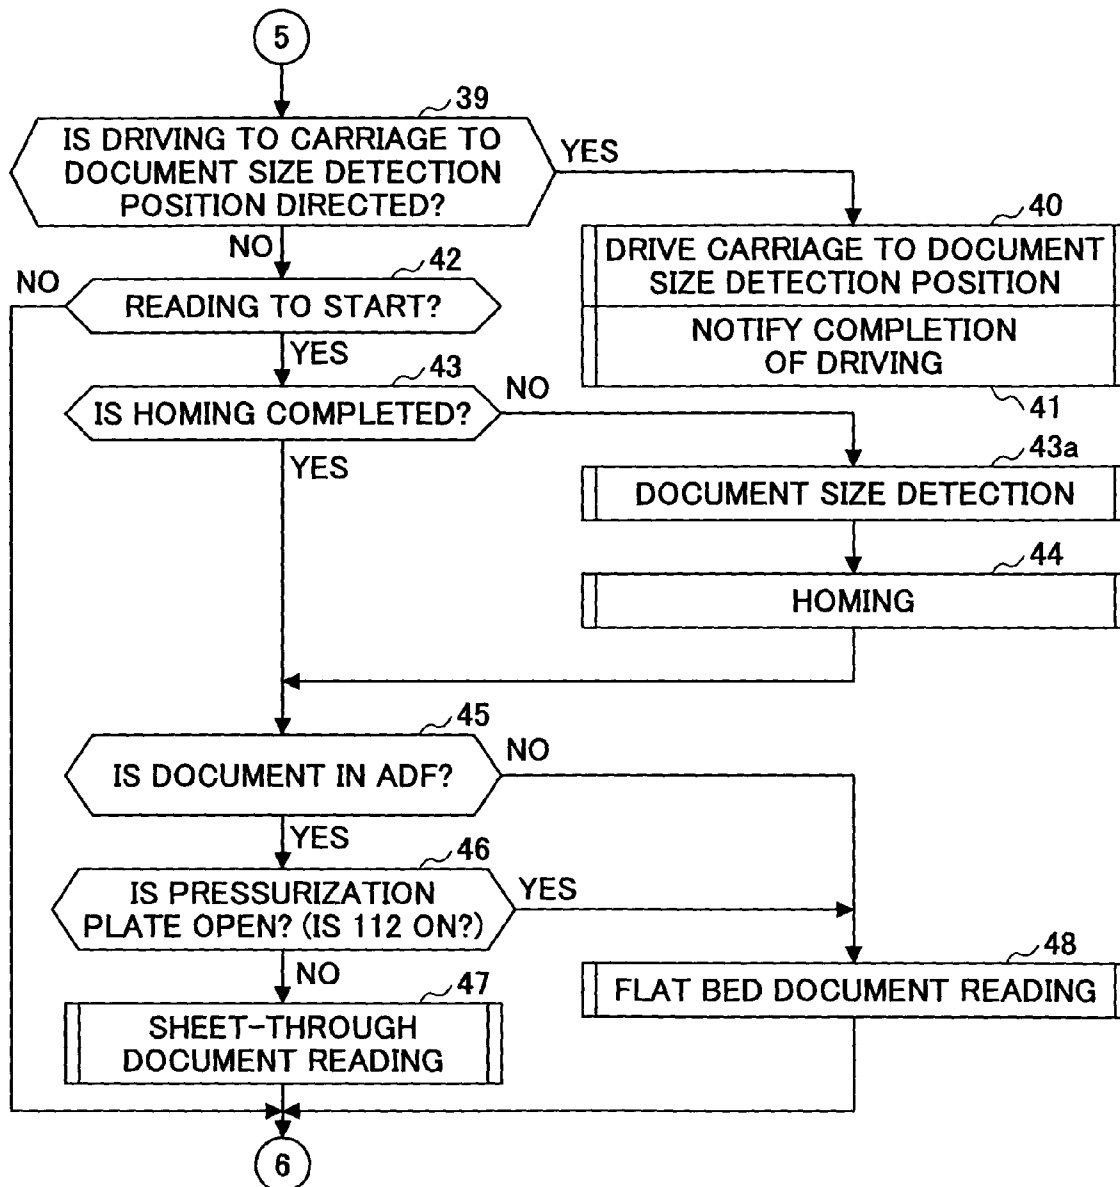 5
39
IS DRIVING TO CARRIAGE TO
DOCUMENT SIZE DETECTION
POSITION DIRECTED?
YES
NO
40
DRIVE CARRIAGE TO DOCUMENT
SIZE DETECTION POSITION
NOTIFY COMPLETION
OF DRIVING
41
42
NO
READING TO START?
YES
43
IS HOMING COMPLETED?
NO
YES
43a
DOCUMENT SIZE DETECTION
44
HOMING
45
IS DOCUMENT IN ADF?
NO
YES
46
IS PRESSURIZATION
PLATE OPEN? (IS 112 ON?)
YES
NO
47
SHEET-THROUGH
DOCUMENT READING
48
FLAT BED DOCUMENT READING
6